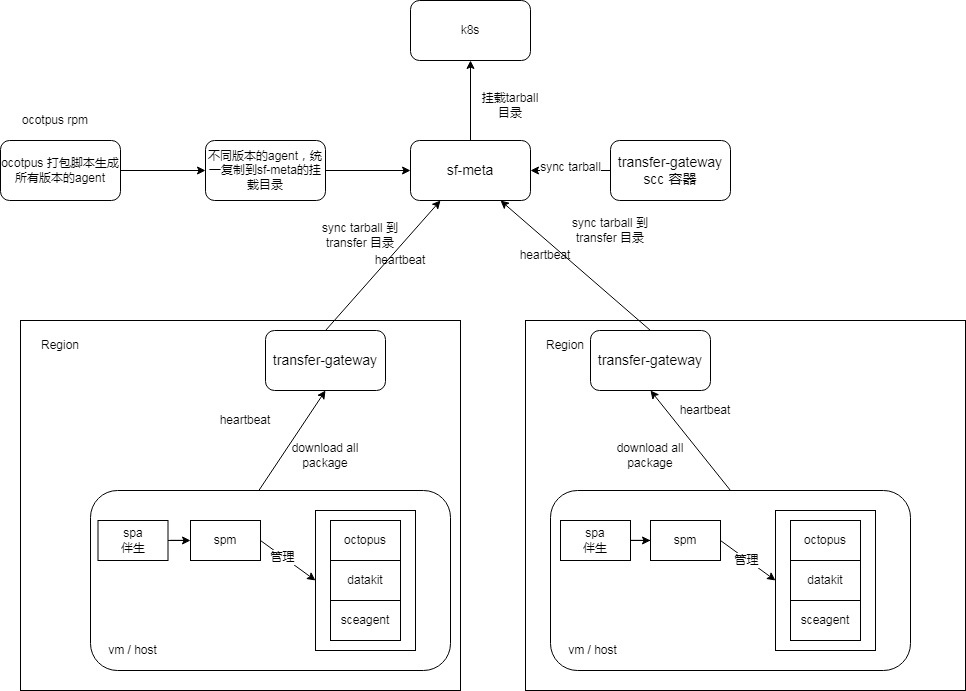 k8s
挂载tarball
目录
ocotpus rpm
ocotpus 打包脚本生成
所有版本的agent
不同版本的agent，统
一复制到sf-meta的挂
载目录
sf-meta
sync tarball
transfer-gateway
scc 容器
sync tarball 到
transfer 目录
heartbeat
sync tarball 到
transfer 目录
heartbeat
Region
transfer-gateway
heartbeat
download all
package
spa
伴生
spm
管理
octopus
datakit
sceagent
vm / host
Region
transfer-gateway
heartbeat
download all
package
spa
伴生
spm
管理
octopus
datakit
sceagent
vm / host